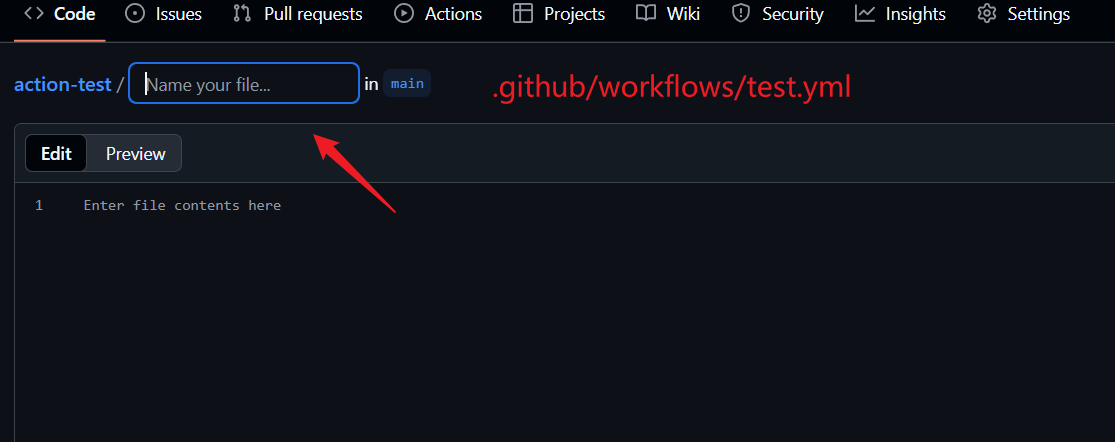 Code Issues Pull requests Actions Projects Wiki Security Insights Settings
action-test / Name your file... in main .github/workflows/test.yml
Edit Preview
1 Enter file contents here